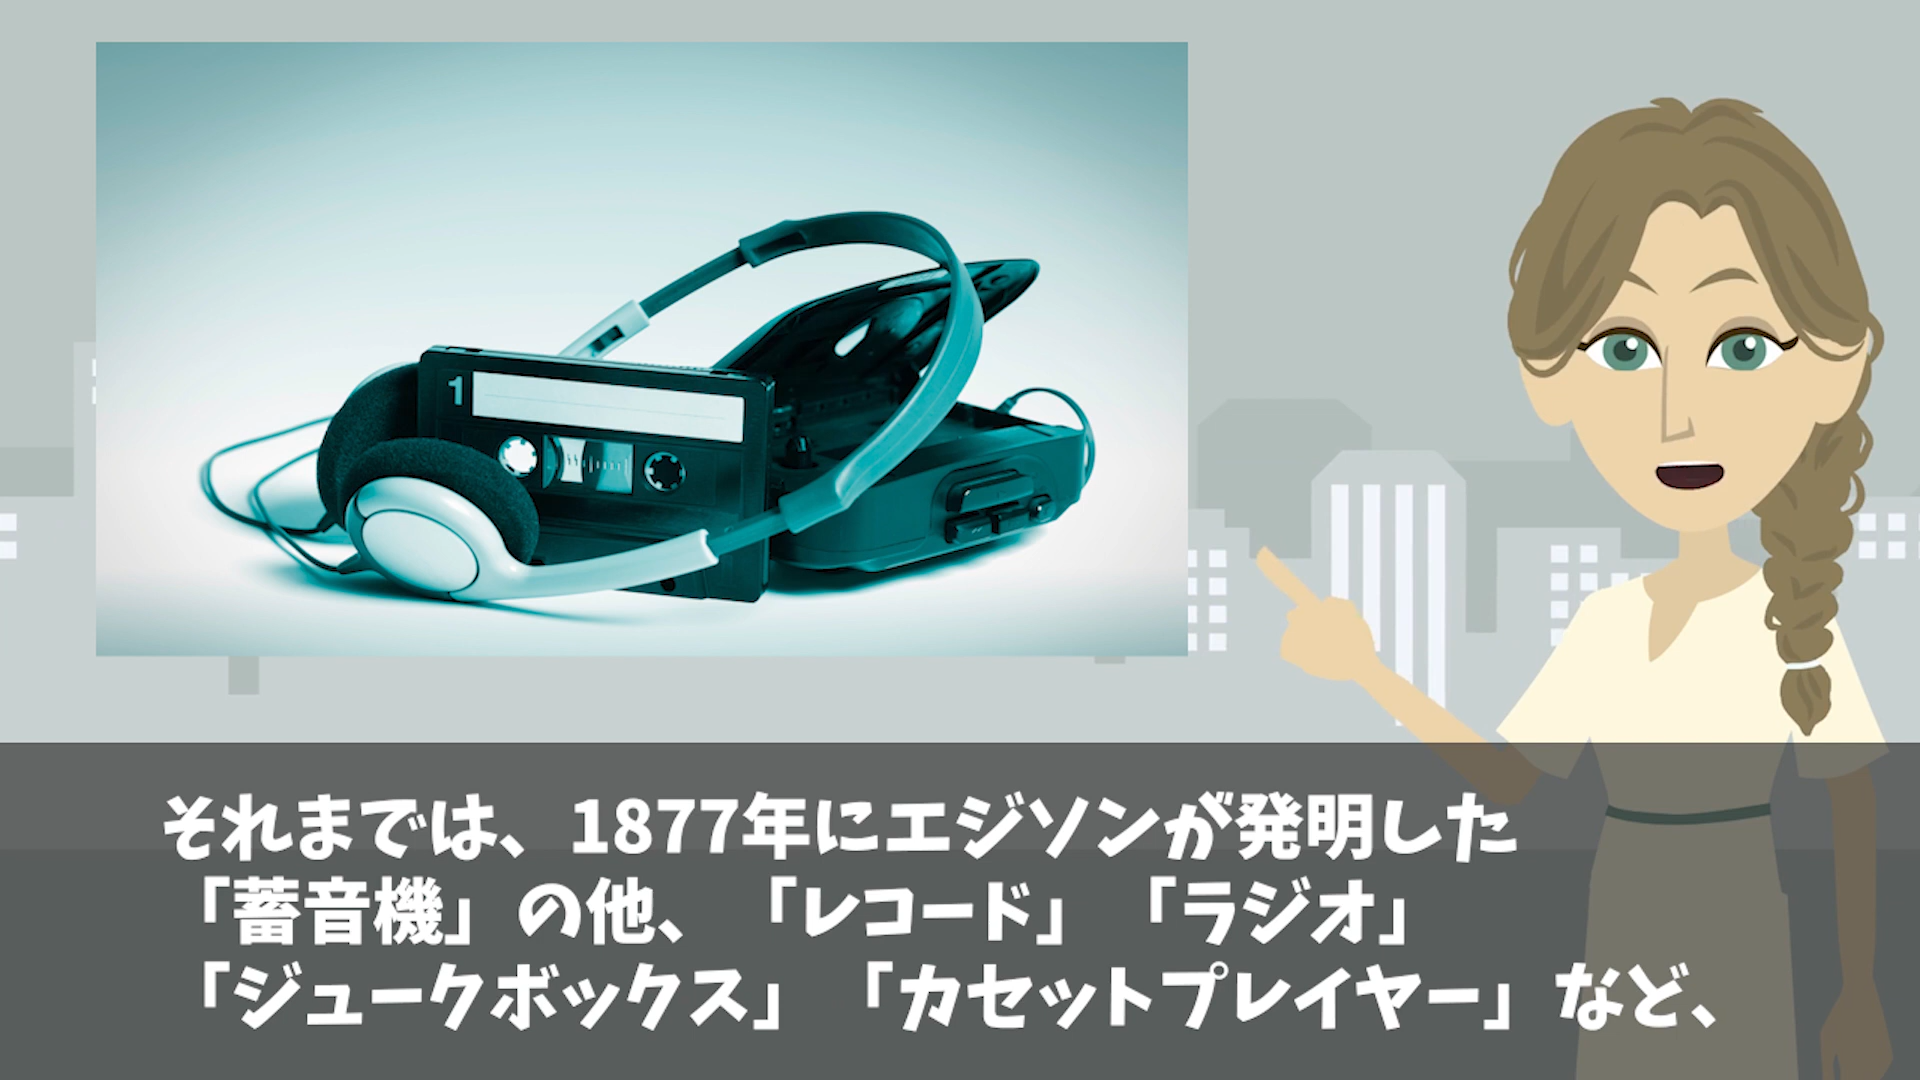 1
それまでは、1877年にエジソンが発明した
「蓄音機」の他、「レコード」「ラジオ」
「ジュークボックス」「カセットプレイヤー」など、